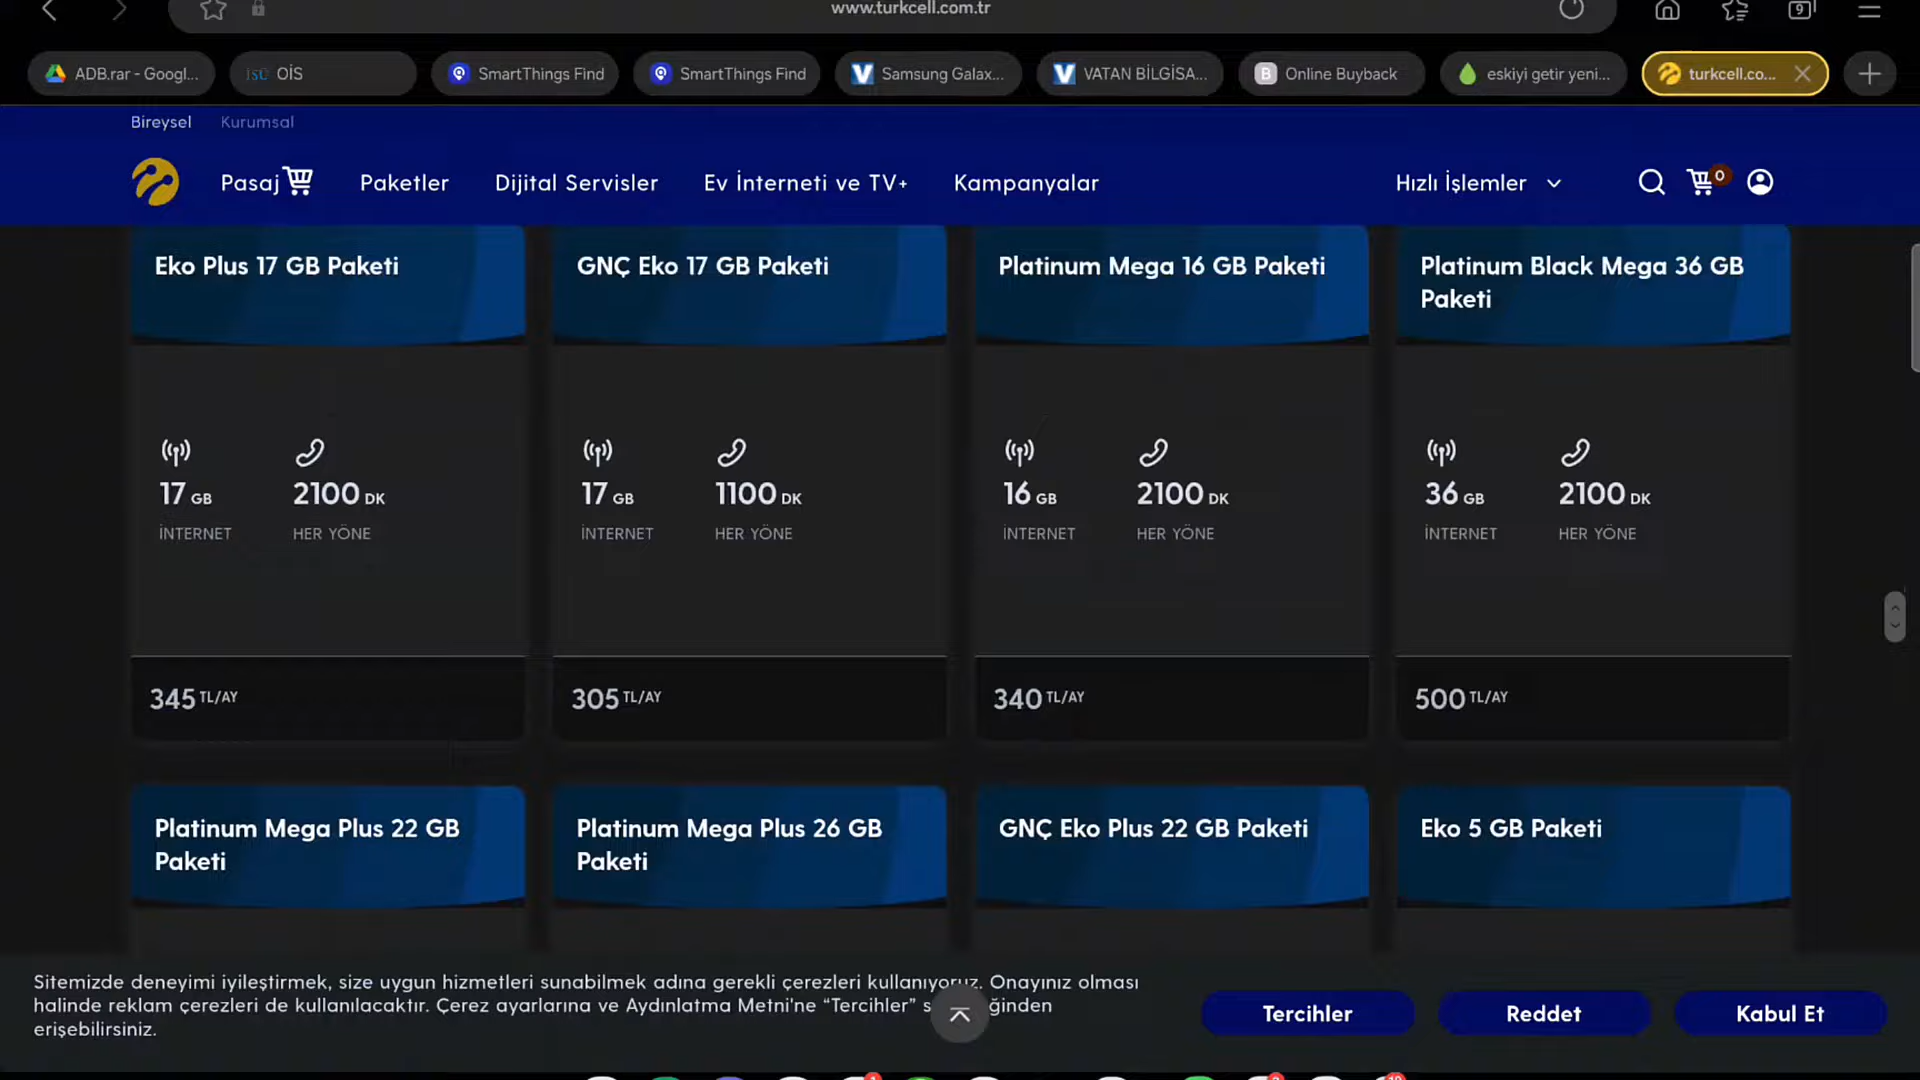 www.turkcell.com.tr
9
ADB.rar - Googl...
OİS
SmartThings Find
SmartThings Find
Samsung Galax...
VATAN BİLGİSA...
Online Buyback
eskiyi getir yeni...
turkcell.co...
Bireysel Kurumsal
Pasaj
Paketler
Dijital Servisler
Ev İnterneti ve TV+
Kampanyalar
Hızlı İşlemler
0
Eko Plus 17 GB Paketi
17 GB
İNTERNET
2100 DK
HER YÖNE
345 TL/AY
GNÇ Eko 17 GB Paketi
17 GB
İNTERNET
1100 DK
HER YÖNE
305 TL/AY
Platinum Mega 16 GB Paketi
16 GB
İNTERNET
2100 DK
HER YÖNE
340 TL/AY
Platinum Black Mega 36 GB
Paketi
36 GB
İNTERNET
2100 DK
HER YÖNE
500 TL/AY
Platinum Mega Plus 22 GB
Paketi
Platinum Mega Plus 26 GB
Paketi
GNÇ Eko Plus 22 GB Paketi
Eko 5 GB Paketi
Sitemizde deneyimi iyileştirmek, size uygun hizmetleri sunabilmek adına gerekli çerezleri kullanıyoruz. Onayınız olması
halinde reklam çerezleri de kullanılacaktır. Çerez ayarlarına ve Aydınlatma Metni'ne “Tercihler” s ğinden
erişebilirsiniz.
Tercihler
Reddet
Kabul Et